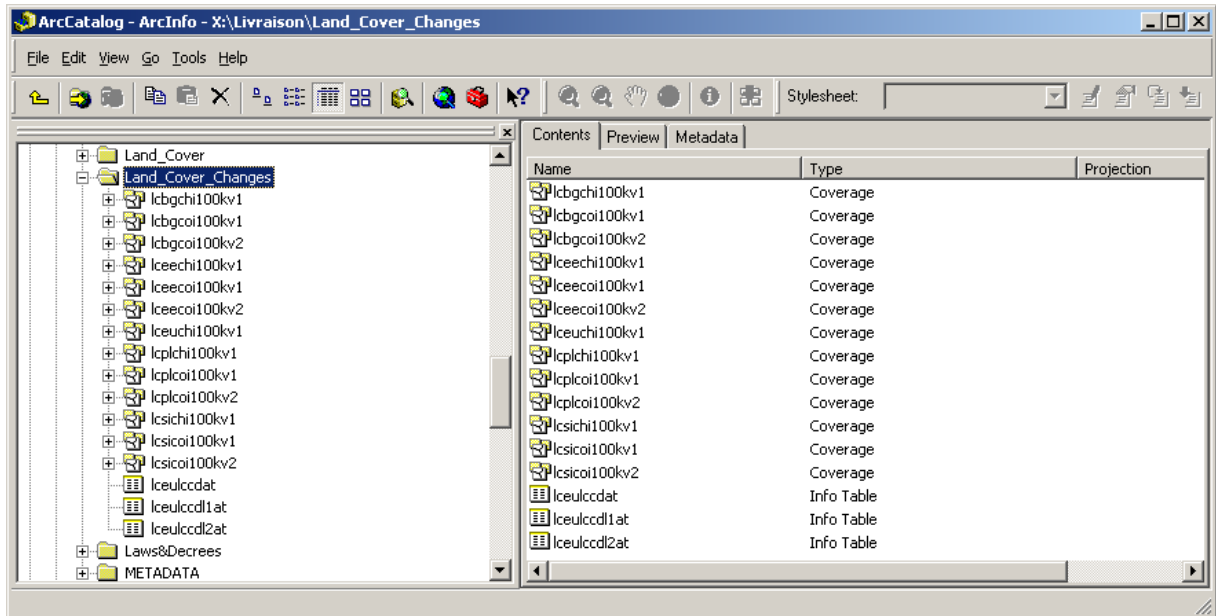 ArcCatalog - ArcInfo - X:\Livraison\Land_Cover_Changes
File Edit View Go Tools Help
Stylesheet:
Land_Cover
Land_Cover_Changes
lcbgchi100kv1
lcbgcoi100kv1
lcbgcoi100kv2
lceechi100kv1
lceecoi100kv1
lceecoi100kv2
lceuchi100kv1
lcplchi100kv1
lcplcoi100kv1
lcplcoi100kv2
lcsichi100kv1
lcsicoi100kv1
lcsicoi100kv2
lceulccdat
lceulccdl1at
lceulccdl2at
Laws&Decrees
METADATA
Contents Preview Metadata
Name Type Projection
lcbgchi100kv1 Coverage
lcbgcoi100kv1 Coverage
lcbgcoi100kv2 Coverage
lceechi100kv1 Coverage
lceecoi100kv1 Coverage
lceecoi100kv2 Coverage
lceuchi100kv1 Coverage
lcplchi100kv1 Coverage
lcplcoi100kv1 Coverage
lcplcoi100kv2 Coverage
lcsichi100kv1 Coverage
lcsicoi100kv1 Coverage
lcsicoi100kv2 Coverage
lceulccdat Info Table
lceulccdl1at Info Table
lceulccdl2at Info Table